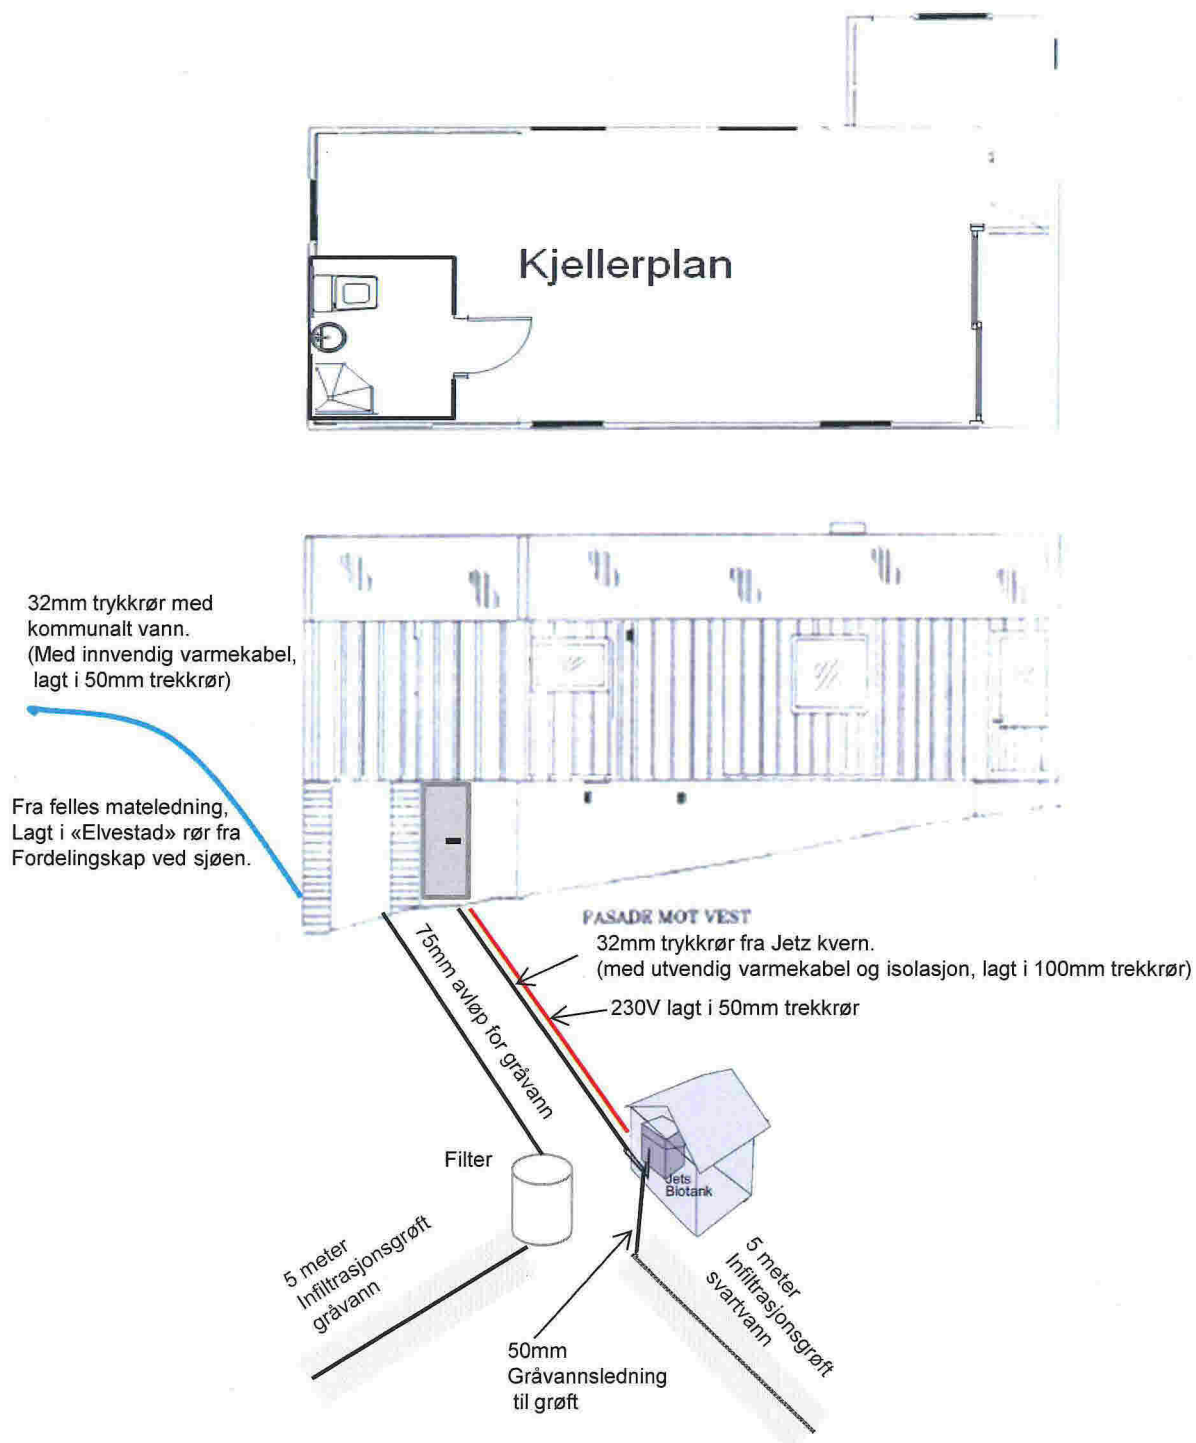 Kjellerplan
32mm trykkrør med
kommunalt vann.
(Med innvendig varmekabel,
lagt i 50mm trekkrør)
Fra felles mateledning,
Lagt i «Elvestad» rør fra
Fordelingskap ved sjøen.
PASADE MOT VEST
32mm trykkrør fra Jetz kvern.
(med utvendig varmekabel og isolasjon, lagt i 100mm trekkrør)
230V lagt i 50mm trekkrør
75mm avløp for gråvann
Filter
Jets
Biotank
5 meter
Infiltrasjonsgrøft
gråvann
5 meter
Infiltrasjonsgrøft
svartvann
50mm
Gråvannsledning
til grøft